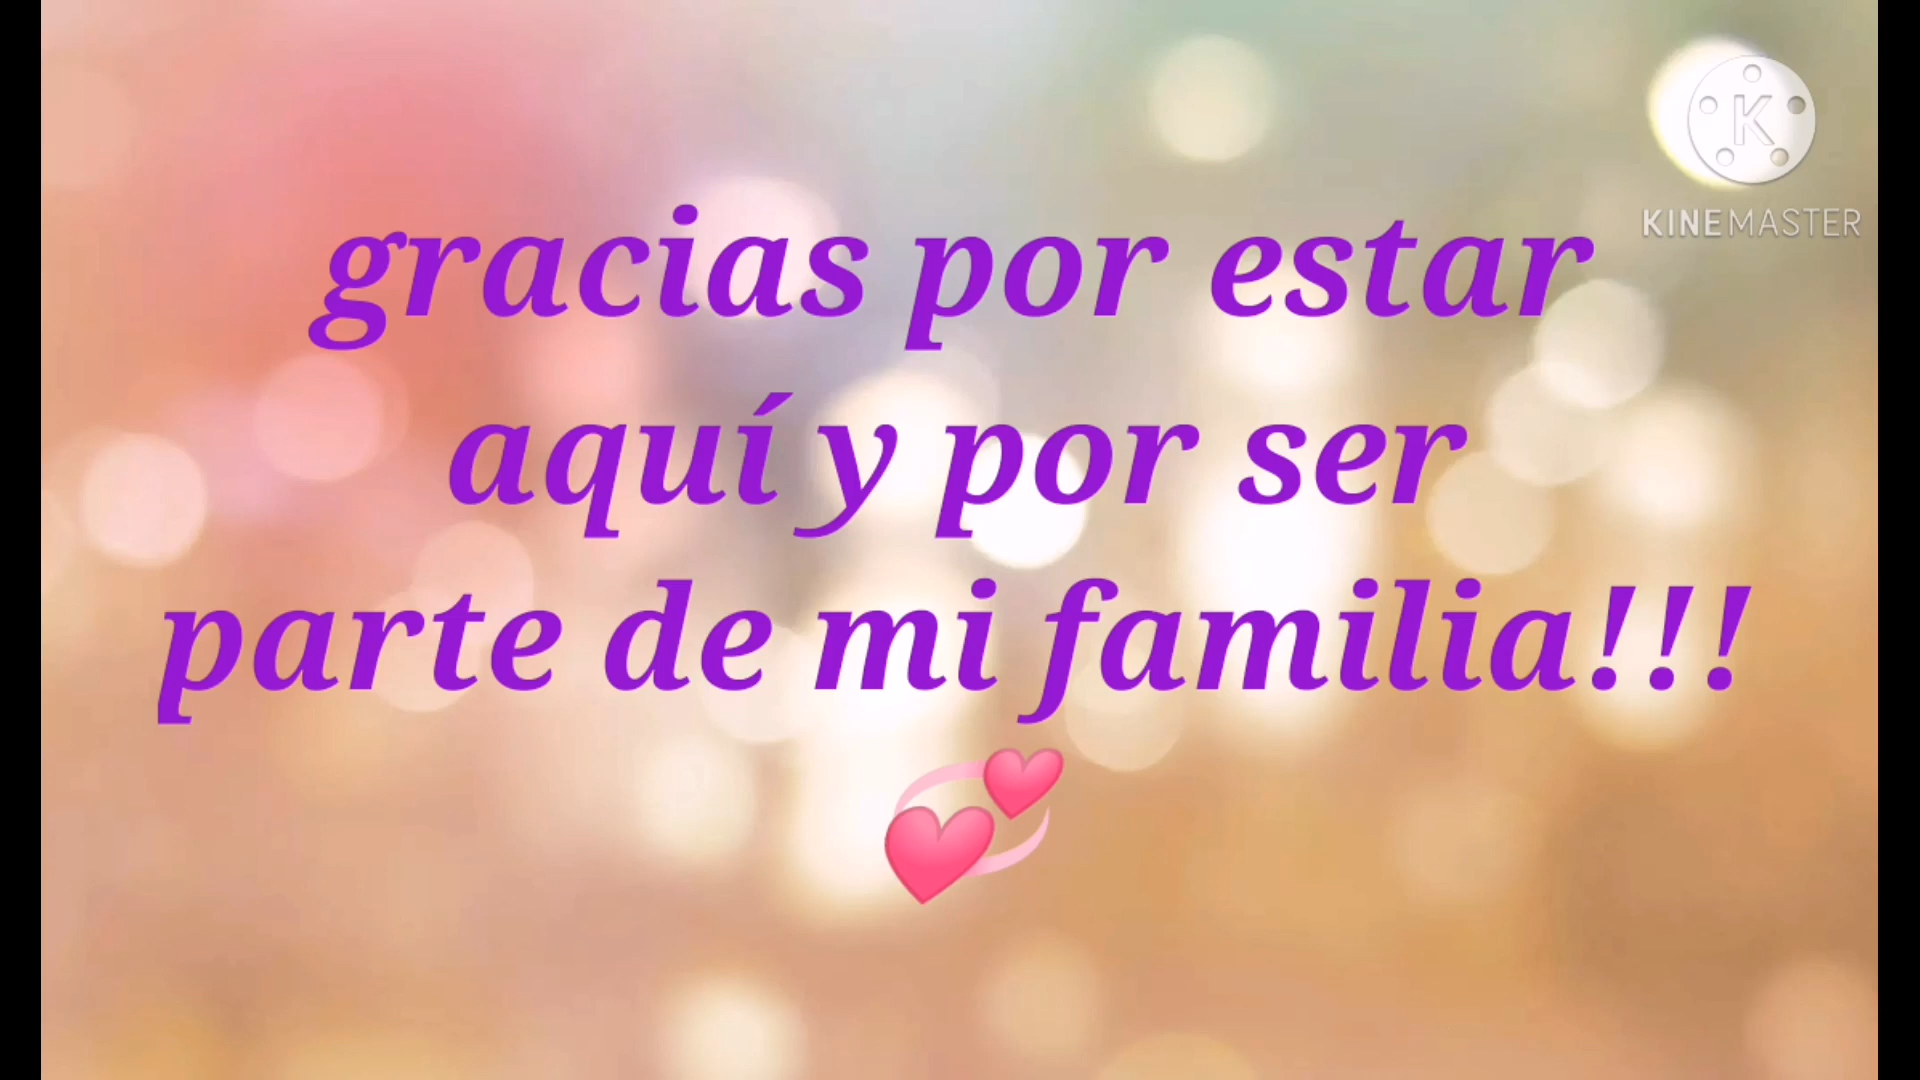 KINEMASTER
gracias por estar
aquí y por ser
parte de mi familia!!!
💞